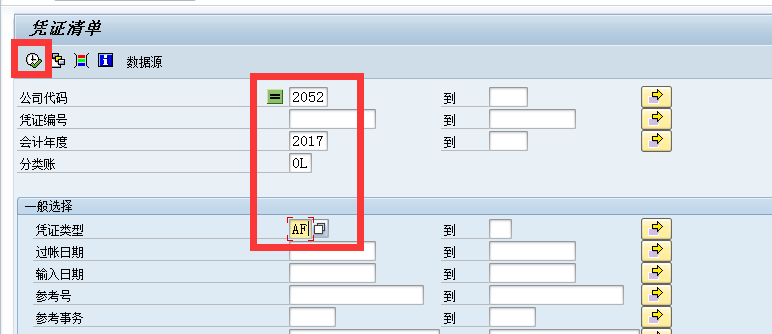 凭证清单
数据源
公司代码 2052 到
凭证编号 到
会计年度 2017 到
分类账 0L
一般选择
凭证类型 AF 到
过帐日期 到
输入日期 到
参考号 到
参考事务 到